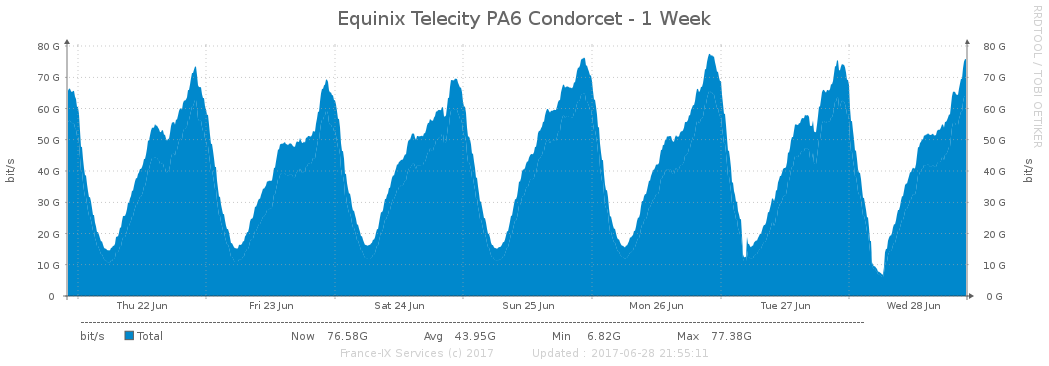 Equinix Telecity PA6 Condorcet - 1 Week
RRDTOOL / TOBI OETIKER
80 G 80 G
70 G 70 G
60 G 60 G
50 G 50 G
40 G 40 G
30 G 30 G
20 G 20 G
10 G 10 G
0 0 G
bit/s
bit/s
Thu 22 Jun Fri 23 Jun Sat 24 Jun Sun 25 Jun Mon 26 Jun Tue 27 Jun Wed 28 Jun
bit/s Total Now 76.58G Avg 43.95G Min 6.82G Max 77.38G
France-IX Services (c) 2017 Updated : 2017-06-28 21:55:11